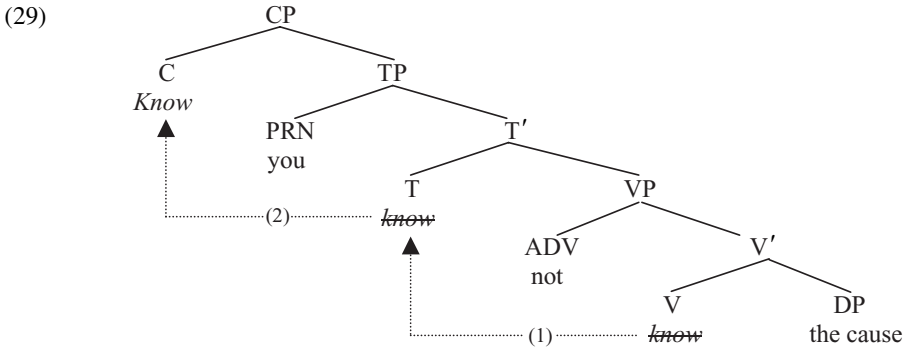 (29) CP
C TP
Know PRN T′
you T VP
(2) know ADV V′
not V DP
(1) know the cause